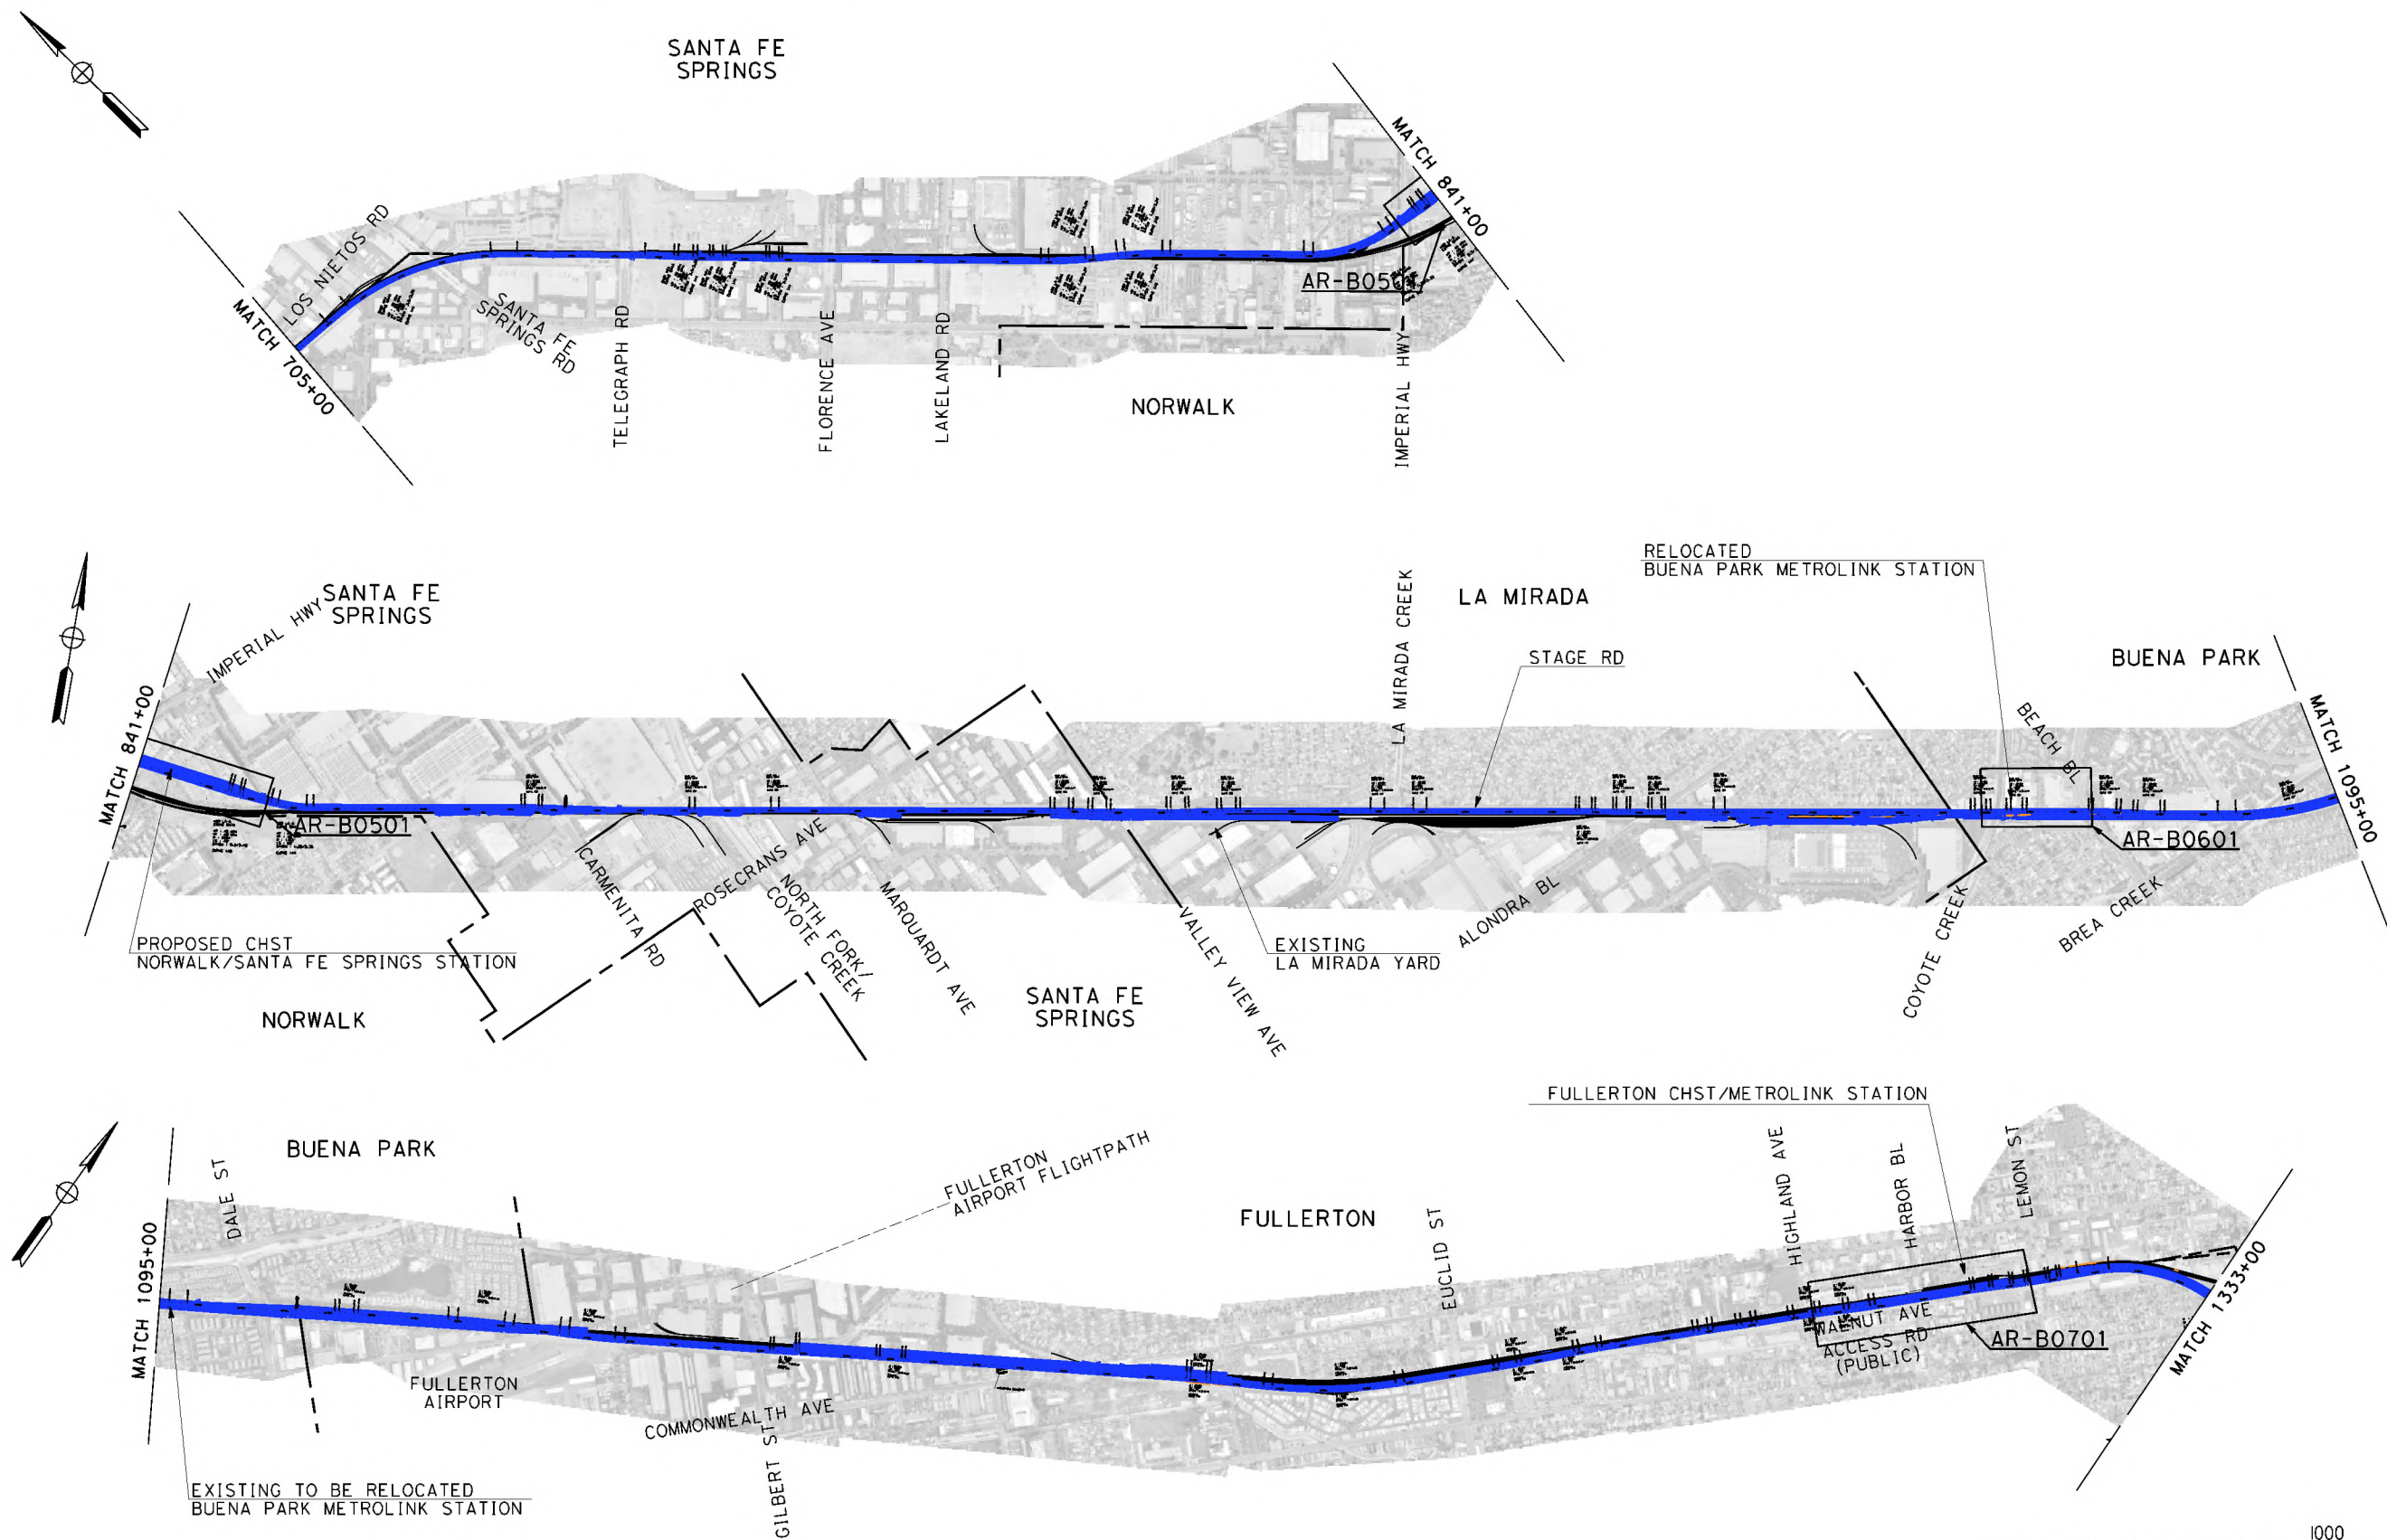 SANTA FE
SPRINGS
MATCH 841+00
LOS NIETOS RD
MATCH 705+00
SANTA FE
SPRINGS RD
TELEGRAPH RD
FLORENCE AVE
LAKELAND RD
AR-B050
IMPERIAL HWY
NORWALK
RELOCATED
BUENA PARK METROLINK STATION
IMPERIAL HWY
SANTA FE
SPRINGS
LA MIRADA CREEK
LA MIRADA
STAGE RD
BUENA PARK
BEACH BL
MATCH 841+00
MATCH 1095+00
AR-B0501
AR-B0601
CARMENITA RD
ROSECRANS AVE
NORTH FORK/
COYOTE CREEK
MARQUARDT AVE
VALLEY VIEW AVE
ALONDRA BL
COYOTE CREEK
BREA CREEK
PROPOSED CHST
NORWALK/SANTA FE SPRINGS STATION
EXISTING
LA MIRADA YARD
NORWALK
SANTA FE
SPRINGS
FULLERTON CHST/METROLINK STATION
BUENA PARK
DALE ST
FULLERTON
AIRPORT FLIGHTPATH
FULLERTON
EUCLID ST
HIGHLAND AVE
HARBOR BL
LEMON ST
MATCH 1095+00
MATCH 1333+00
WALNUT AVE
ACCESS RD
(PUBLIC)
AR-B0701
FULLERTON
AIRPORT
COMMONWEALTH AVE
GILBERT ST
EXISTING TO BE RELOCATED
BUENA PARK METROLINK STATION
1000